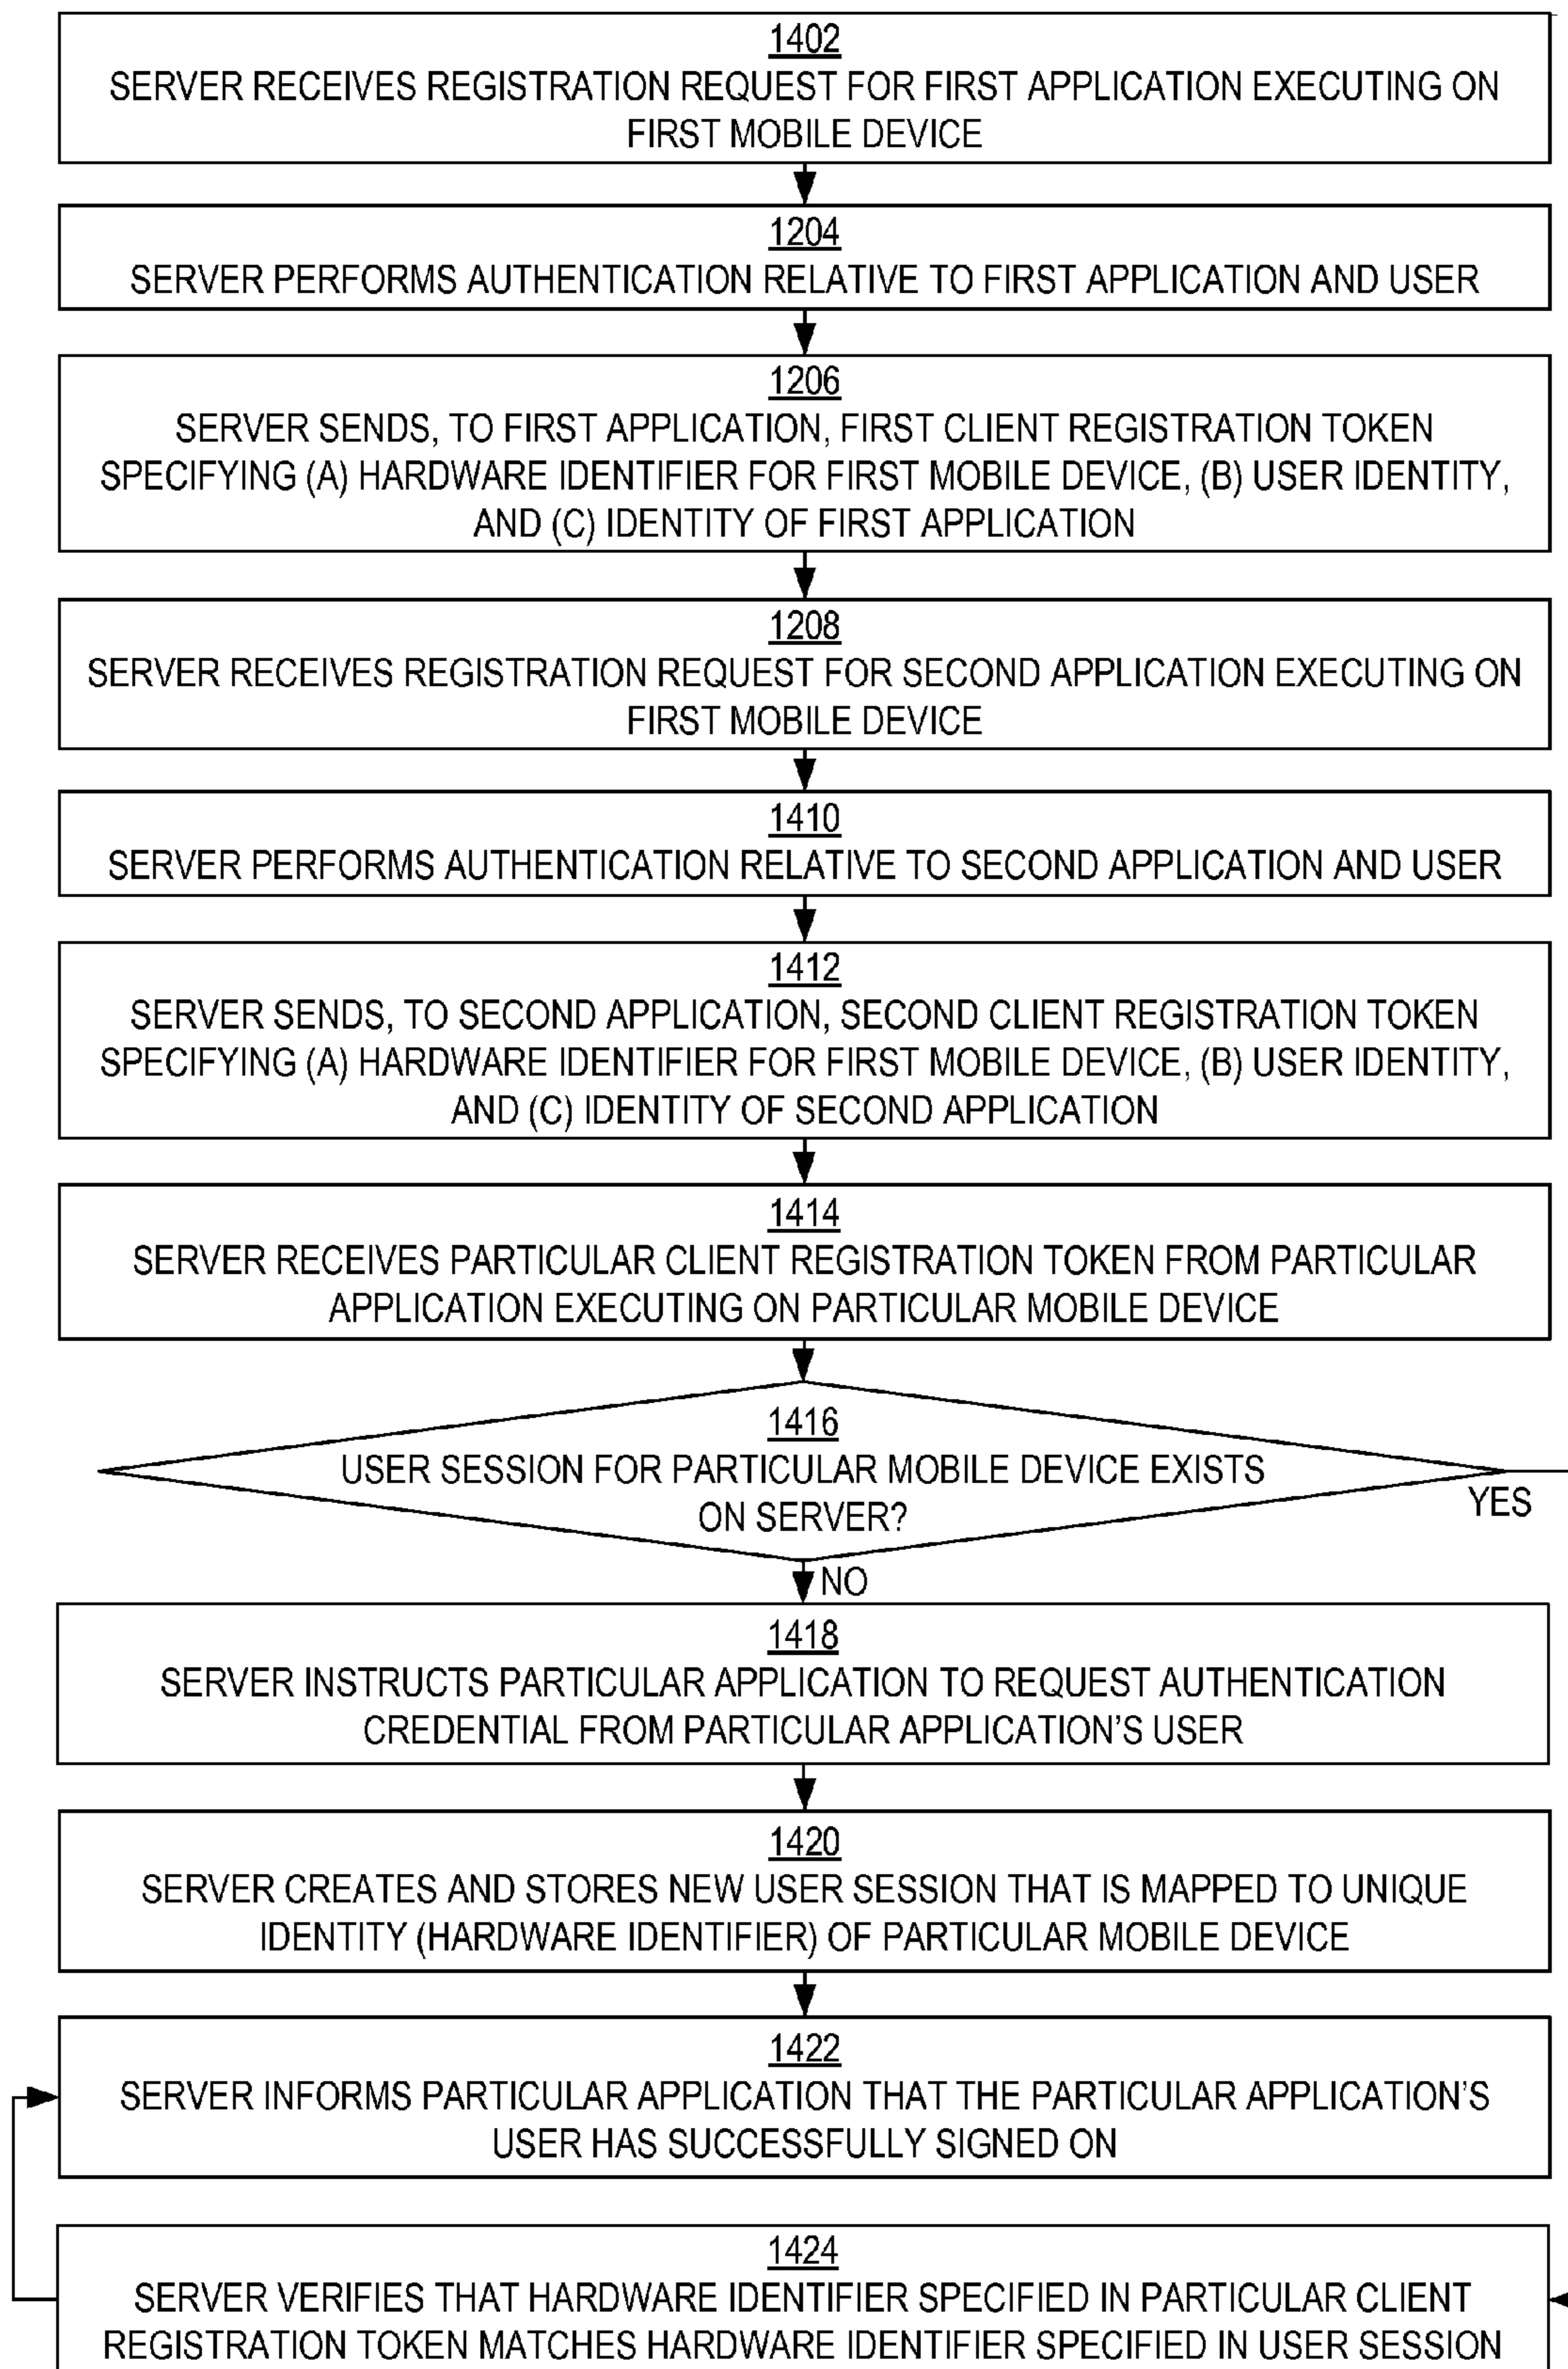 1402
SERVER RECEIVES REGISTRATION REQUEST FOR FIRST APPLICATION EXECUTING ON
FIRST MOBILE DEVICE
1204
SERVER PERFORMS AUTHENTICATION RELATIVE TO FIRST APPLICATION AND USER
1206
SERVER SENDS, TO FIRST APPLICATION, FIRST CLIENT REGISTRATION TOKEN
SPECIFYING (A) HARDWARE IDENTIFIER FOR FIRST MOBILE DEVICE, (B) USER IDENTITY,
AND (C) IDENTITY OF FIRST APPLICATION
1208
SERVER RECEIVES REGISTRATION REQUEST FOR SECOND APPLICATION EXECUTING ON
FIRST MOBILE DEVICE
1410
SERVER PERFORMS AUTHENTICATION RELATIVE TO SECOND APPLICATION AND USER
1412
SERVER SENDS, TO SECOND APPLICATION, SECOND CLIENT REGISTRATION TOKEN
SPECIFYING (A) HARDWARE IDENTIFIER FOR FIRST MOBILE DEVICE, (B) USER IDENTITY,
AND (C) IDENTITY OF SECOND APPLICATION
1414
SERVER RECEIVES PARTICULAR CLIENT REGISTRATION TOKEN FROM PARTICULAR
APPLICATION EXECUTING ON PARTICULAR MOBILE DEVICE
1416
USER SESSION FOR PARTICULAR MOBILE DEVICE EXISTS
ON SERVER?
YES
NO
1418
SERVER INSTRUCTS PARTICULAR APPLICATION TO REQUEST AUTHENTICATION
CREDENTIAL FROM PARTICULAR APPLICATION'S USER
1420
SERVER CREATES AND STORES NEW USER SESSION THAT IS MAPPED TO UNIQUE
IDENTITY (HARDWARE IDENTIFIER) OF PARTICULAR MOBILE DEVICE
1422
SERVER INFORMS PARTICULAR APPLICATION THAT THE PARTICULAR APPLICATION'S
USER HAS SUCCESSFULLY SIGNED ON
1424
SERVER VERIFIES THAT HARDWARE IDENTIFIER SPECIFIED IN PARTICULAR CLIENT
REGISTRATION TOKEN MATCHES HARDWARE IDENTIFIER SPECIFIED IN USER SESSION